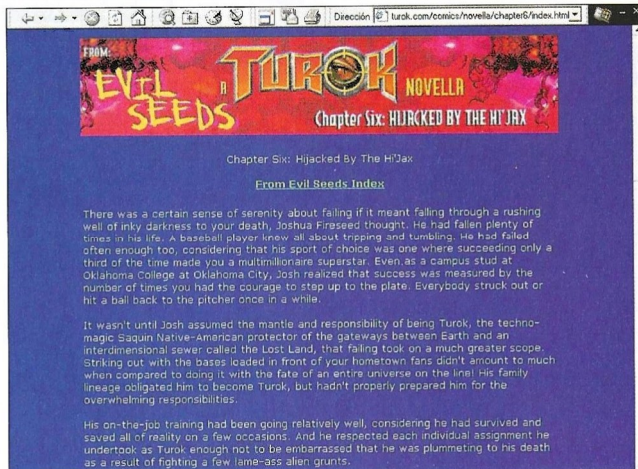 Dirección turok.com/comics/novella/chapter6/index.html
FROM:
EVIL SEEDS
A TUROK NOVELLA
Chapter Six: HIJACKED BY THE HI'JAX
Chapter Six: Hijacked By The Hi'Jax
From Evil Seeds Index
There was a certain sense of serenity about falling if it meant falling through a rushing
well of inky darkness to your death, Joshua Fireseed thought. He had fallen plenty of
times in his life. A baseball player knew all about tripping and tumbling. He had failed
often enough too, considering that his sport of choice was one where succeeding only a
third of the time made you a multimillionaire superstar. Even as a campus stud at
Oklahoma College at Oklahoma City, Josh realized that success was measured by the
number of times you had the courage to step up to the plate. Everybody struck out or
hit a ball back to the pitcher once in a while.
It wasn't until Josh assumed the mantle and responsibility of being Turok, the techno-
magic Saquin Native-American protector of the gateways between Earth and an
interdimensional sewer called the Lost Land, that failing took on a much greater scope.
Striking out with the bases loaded in front of your hometown fans didn't amount to much
when compared to doing it with the fate of an entire universe on the line! His family
lineage obligated him to become Turok, but hadn't properly prepared him for the
overwhelming responsibilities.
His on-the-job training had been going relatively well, considering he had survived and
saved all of reality on a few occasions. And he respected each individual assignment he
undertook as Turok enough not to be embarrassed that he was plummeting to his death
as a result of fighting a few lame-ass alien grunts.